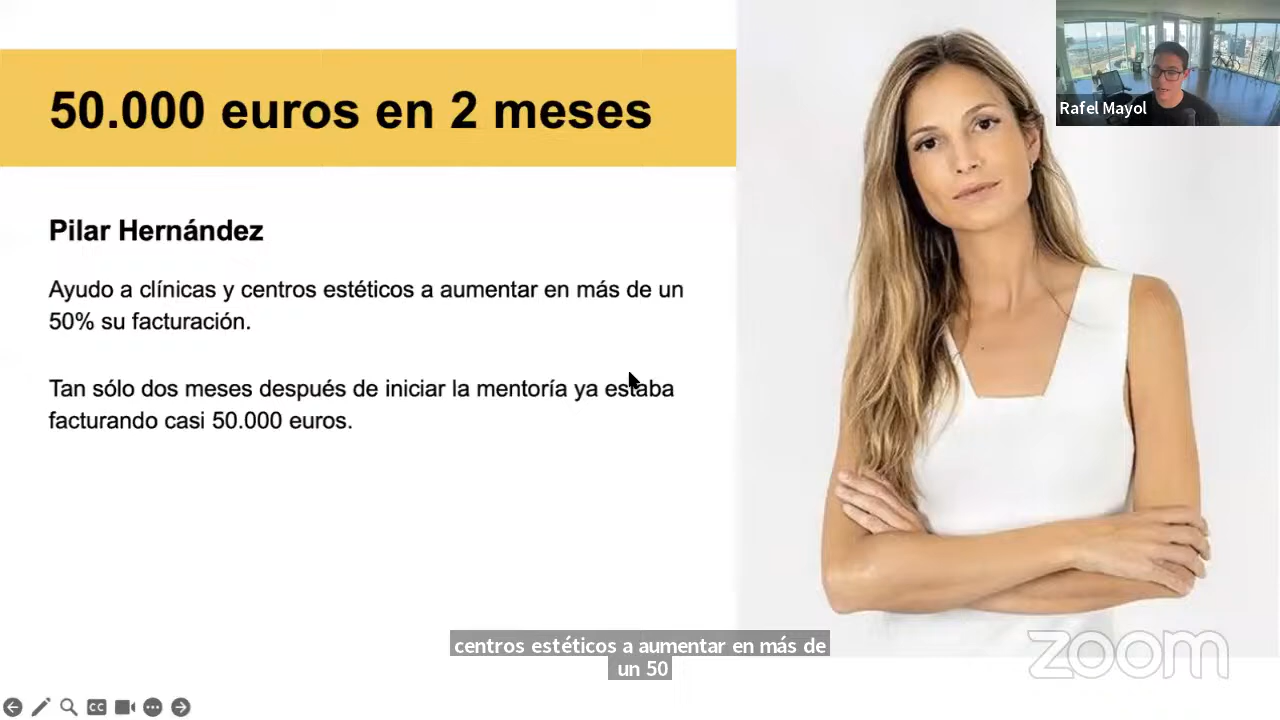 50.000 euros en 2 meses
Rafel Mayol
Pilar Hernández
Ayudo a clínicas y centros estéticos a aumentar en más de un
50% su facturación.
Tan sólo dos meses después de iniciar la mentoría ya estaba
facturando casi 50.000 euros.
centros estéticos a aumentar en más de
un 50
zoom
CC